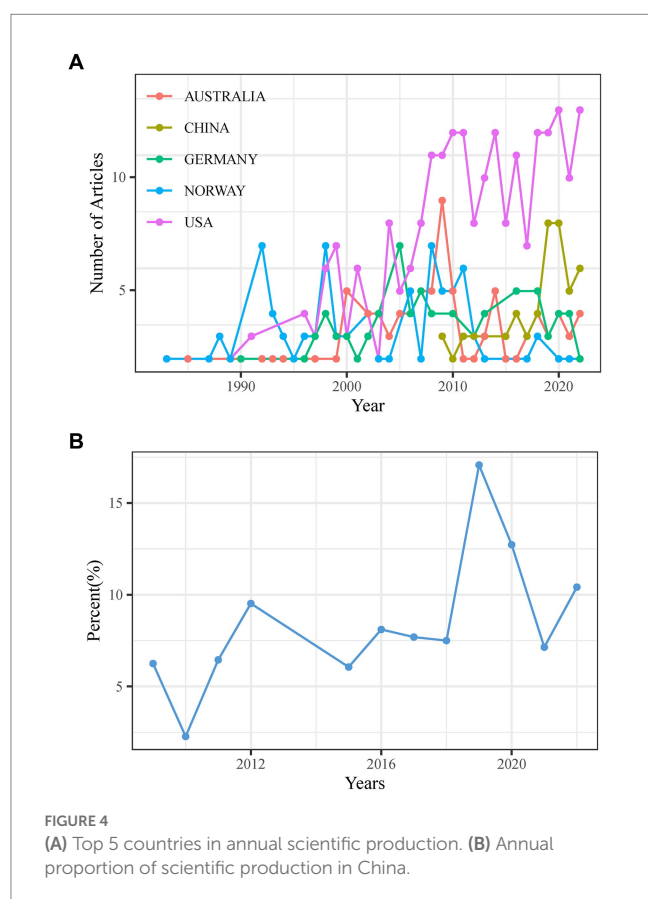 A
AUSTRALIA
CHINA
GERMANY
NORWAY
USA
Number of Articles
10
5
1990
2000
2010
2020
Year
B
Percent(%)
15
10
5
2012
2016
2020
Years
FIGURE 4
(A) Top 5 countries in annual scientific production. (B) Annual
proportion of scientific production in China.